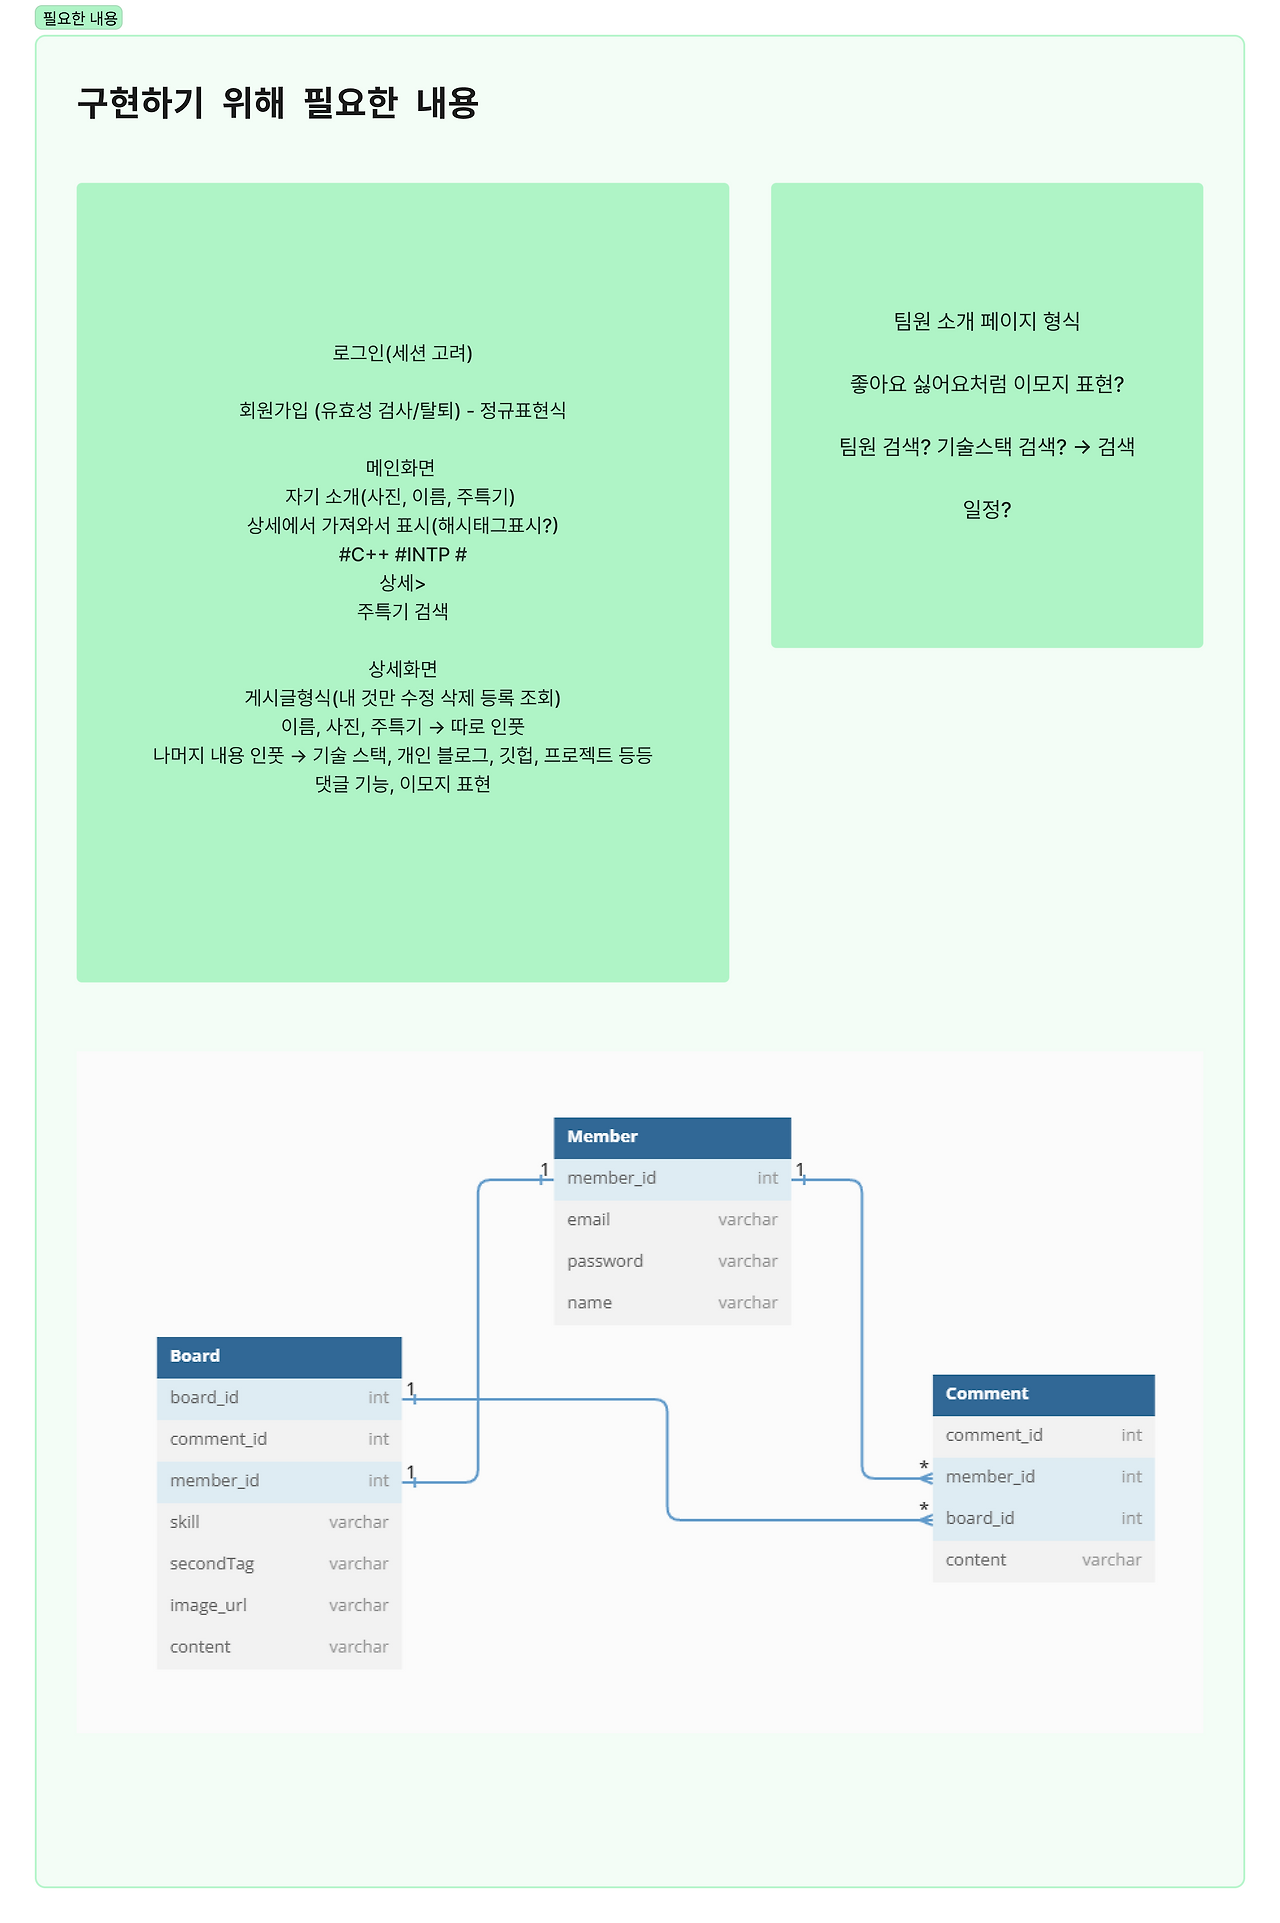 필요한 내용
구현하기 위해 필요한 내용
로그인(세션 고려)
회원가입 (유효성 검사/탈퇴) - 정규표현식
메인화면
자기 소개(사진, 이름, 주특기)
상세에서 가져와서 표시(해시태그표시?)
#C++ #INTP #
상세>
주특기 검색
상세화면
게시글형식(내 것만 수정 삭제 등록 조회)
이름, 사진, 주특기 → 따로 인풋
나머지 내용 인풋 → 기술 스택, 개인 블로그, 깃헙, 프로젝트 등등
댓글 기능, 이모지 표현
팀원 소개 페이지 형식
좋아요 싫어요처럼 이모지 표현?
팀원 검색? 기술스택 검색? → 검색
일정?
Member
1 member_id int 1
email varchar
password varchar
name varchar
Board
board_id int 1
comment_id int
member_id int 1
skill varchar
secondTag varchar
image_url varchar
content varchar
Comment
comment_id int
* member_id int
* board_id int
content varchar